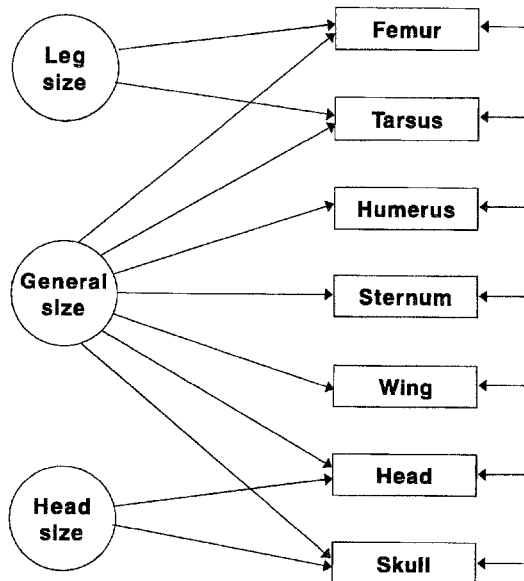 Leg
size
Femur
Tarsus
Humerus
General
size
Sternum
Wing
Head
size
Head
Skull